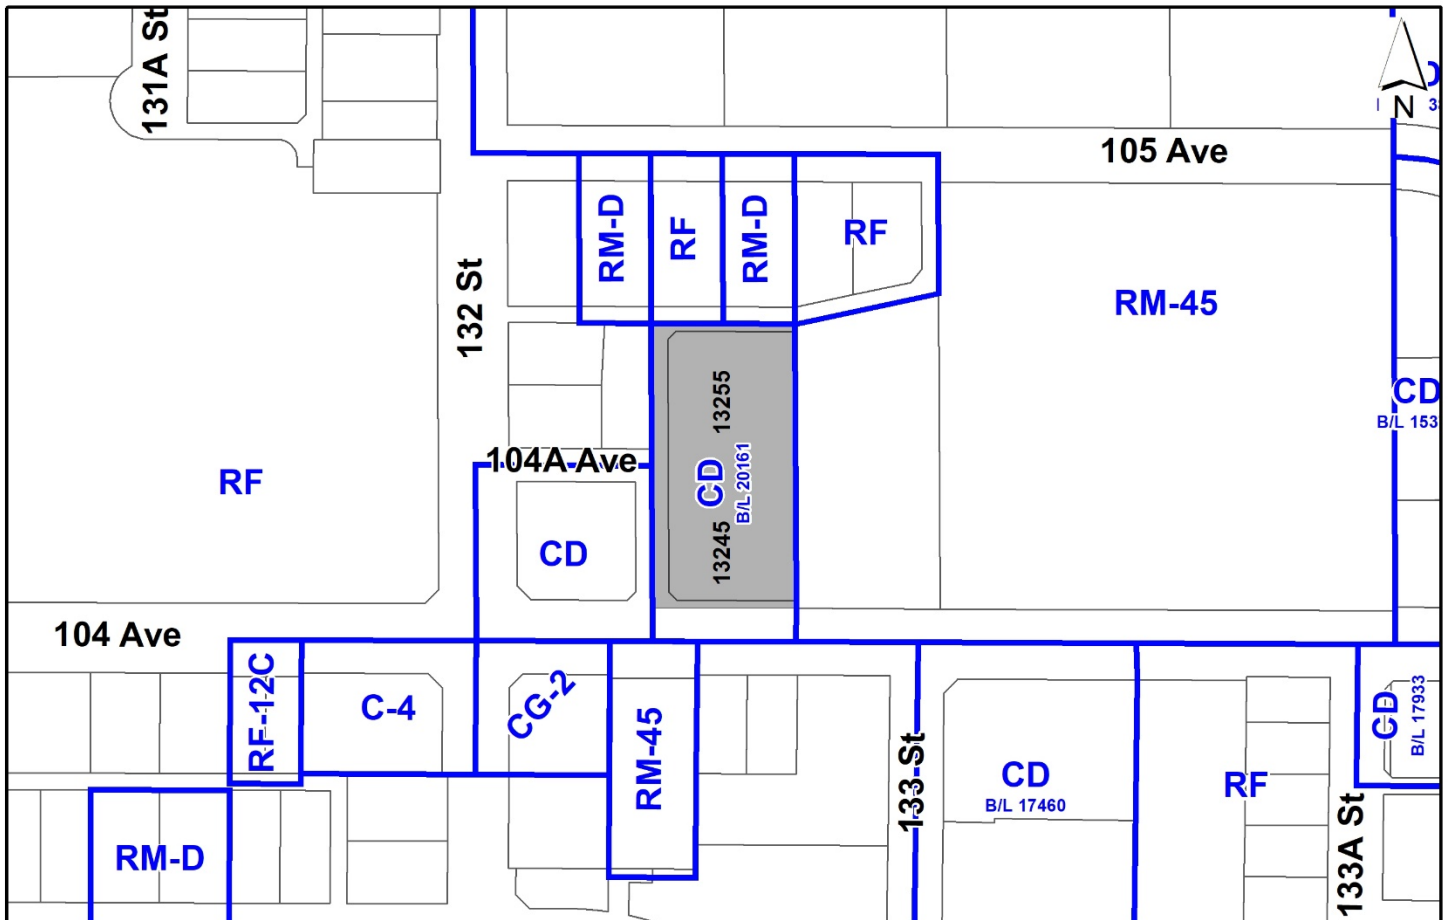 131A St
N
105 Ave
RM-D
RF
RM-D
RF
132 St
RM-45
13255
CD
B/L 153
104A Ave
RF
CD
B/L 20161
CD
13245
104 Ave
RF-12C
C-4
CG-2
RM-45
133 St
CD
B/L 17460
RF
CD
B/L 17933
133A St
RM-D